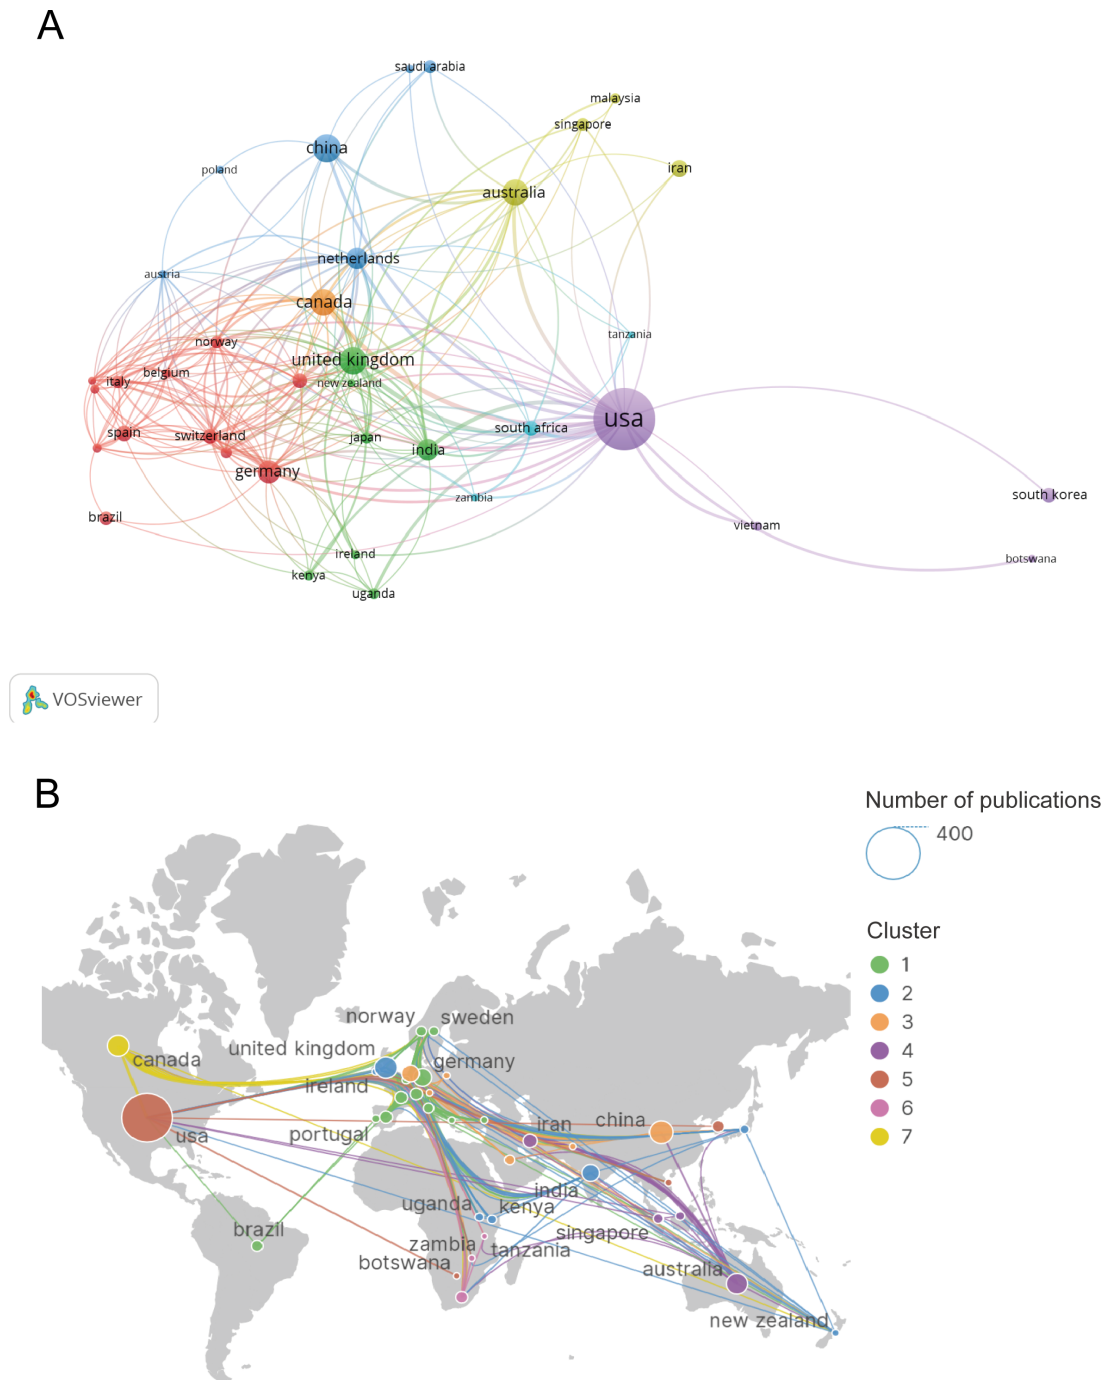 A
saudi arabia
malaysia
singapore
china
iran
poland
australia
netherlands
austria
canada
tanzania
norway
united kingdom
belgium
italy
new zealand
usa
south africa
spain
switzerland
japan
india
germany
south korea
zambia
brazil
vietnam
ireland
botswana
kenya
uganda
VOSviewer
B
Number of publications
400
Cluster
1
2
3
4
5
6
7
norway
sweden
united kingdom
canada
germany
ireland
iran
china
usa
portugal
india
uganda
kenya
brazil
singapore
zambia
tanzania
botswana
australia
new zealand